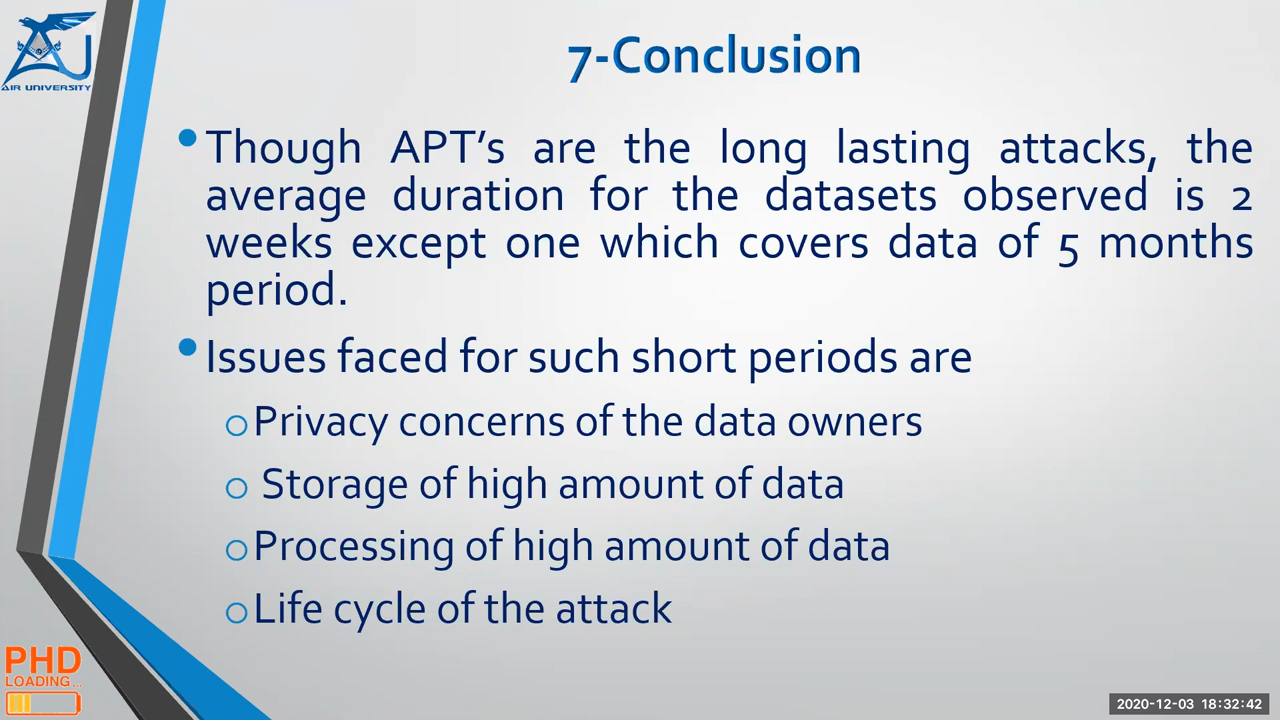 AIR UNIVERSITY
7-Conclusion
Though APT’s are the long lasting attacks, the
average duration for the datasets observed is 2
weeks except one which covers data of 5 months
period.
Issues faced for such short periods are
Privacy concerns of the data owners
Storage of high amount of data
Processing of high amount of data
Life cycle of the attack
PHD
LOADING...
2020-12-03 18:32:42